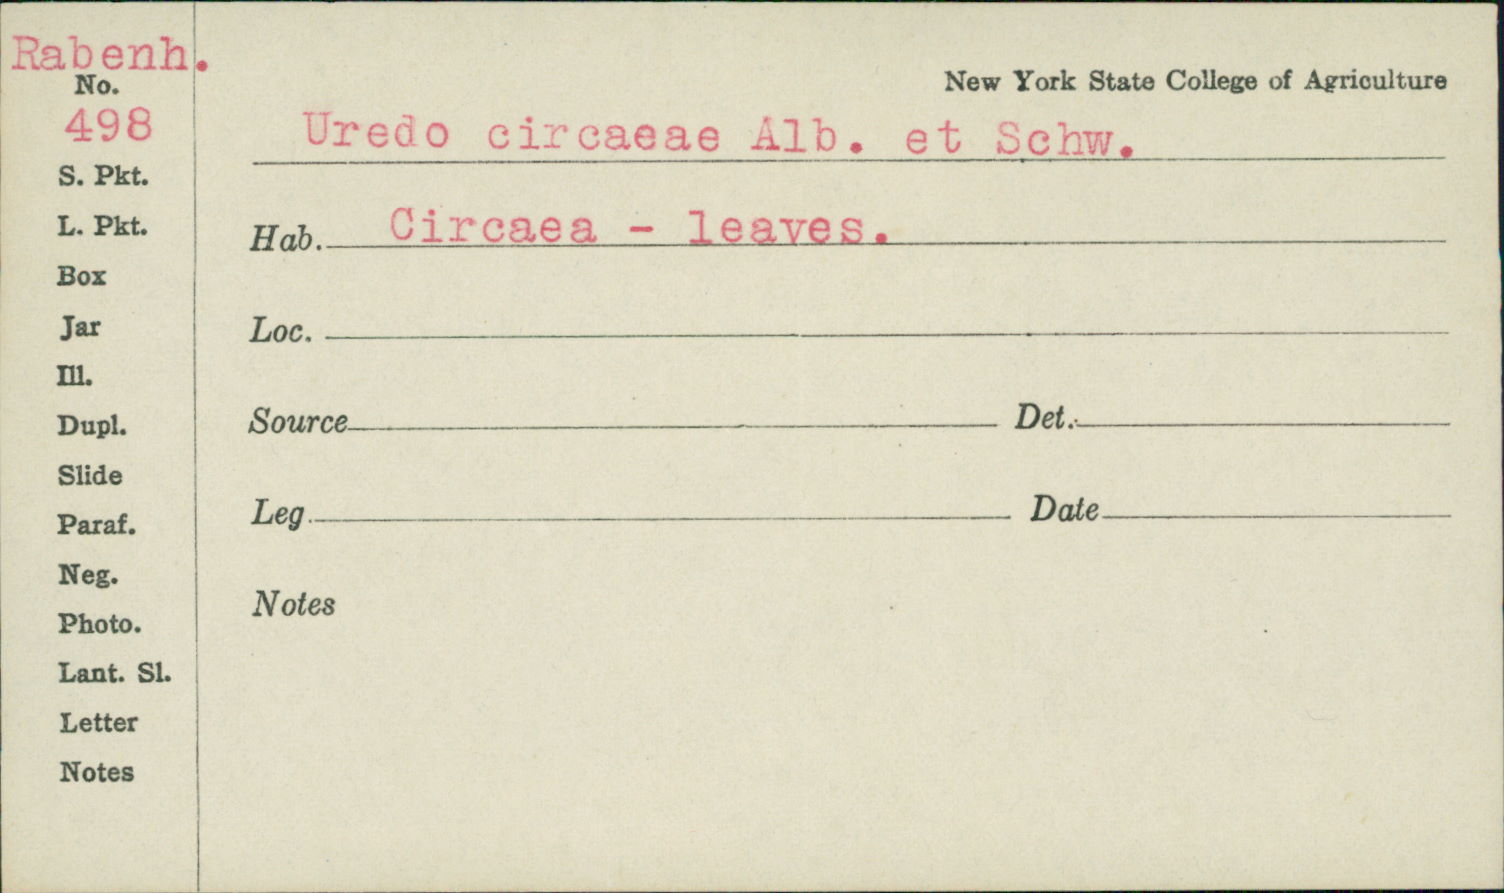 Rabenh.
No.
498
S. Pkt.
L. Pkt.
Box
Jar
Ill.
Dupl.
Slide
Paraf.
Neg.
Photo.
Lant. Sl.
Letter
Notes
New York State College of Agriculture
Uredo circaeae Alb. et Schw.
Hab. Circaea - leaves.
Loc.
Source Det.
Leg. Date
Notes